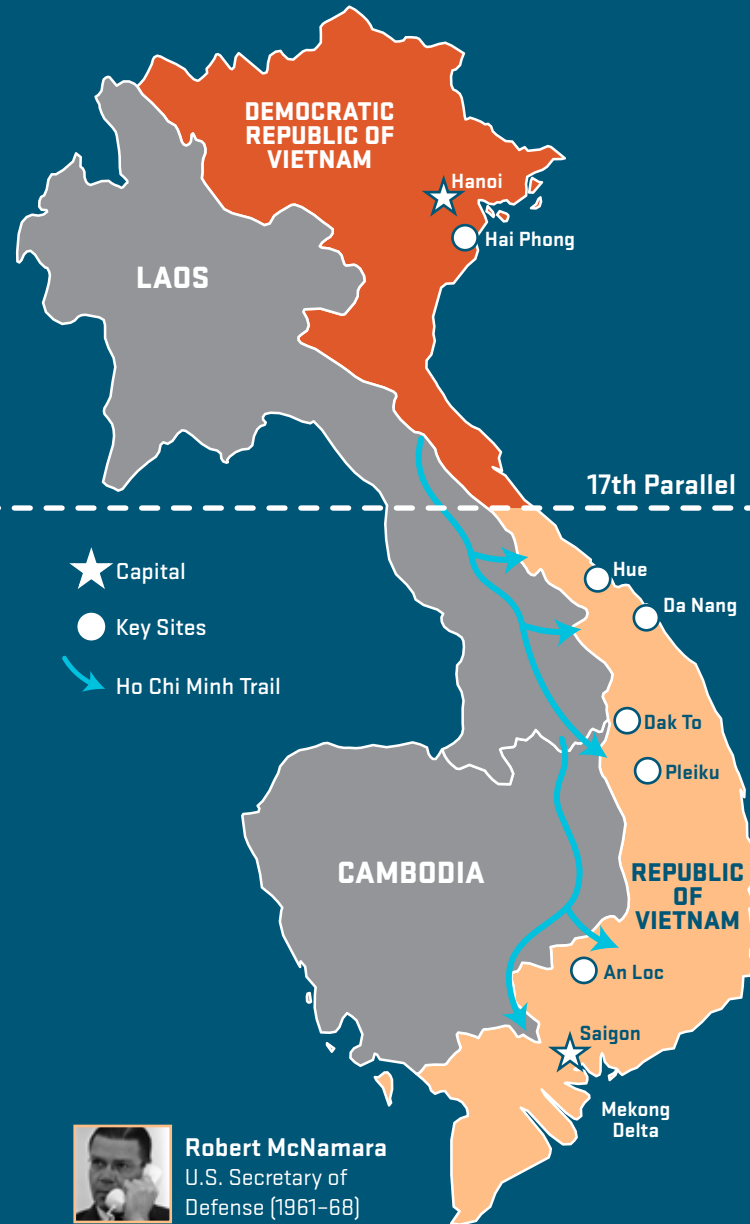 DEMOCRATIC
REPUBLIC OF
VIETNAM
Hanoi
Hai Phong
LAOS
17th Parallel
Capital
Key Sites
Ho Chi Minh Trail
Hue
Da Nang
Dak To
Pleiku
CAMBODIA
REPUBLIC
OF
VIETNAM
An Loc
Saigon
Mekong
Delta
Robert McNamara
U.S. Secretary of
Defense (1961–68)